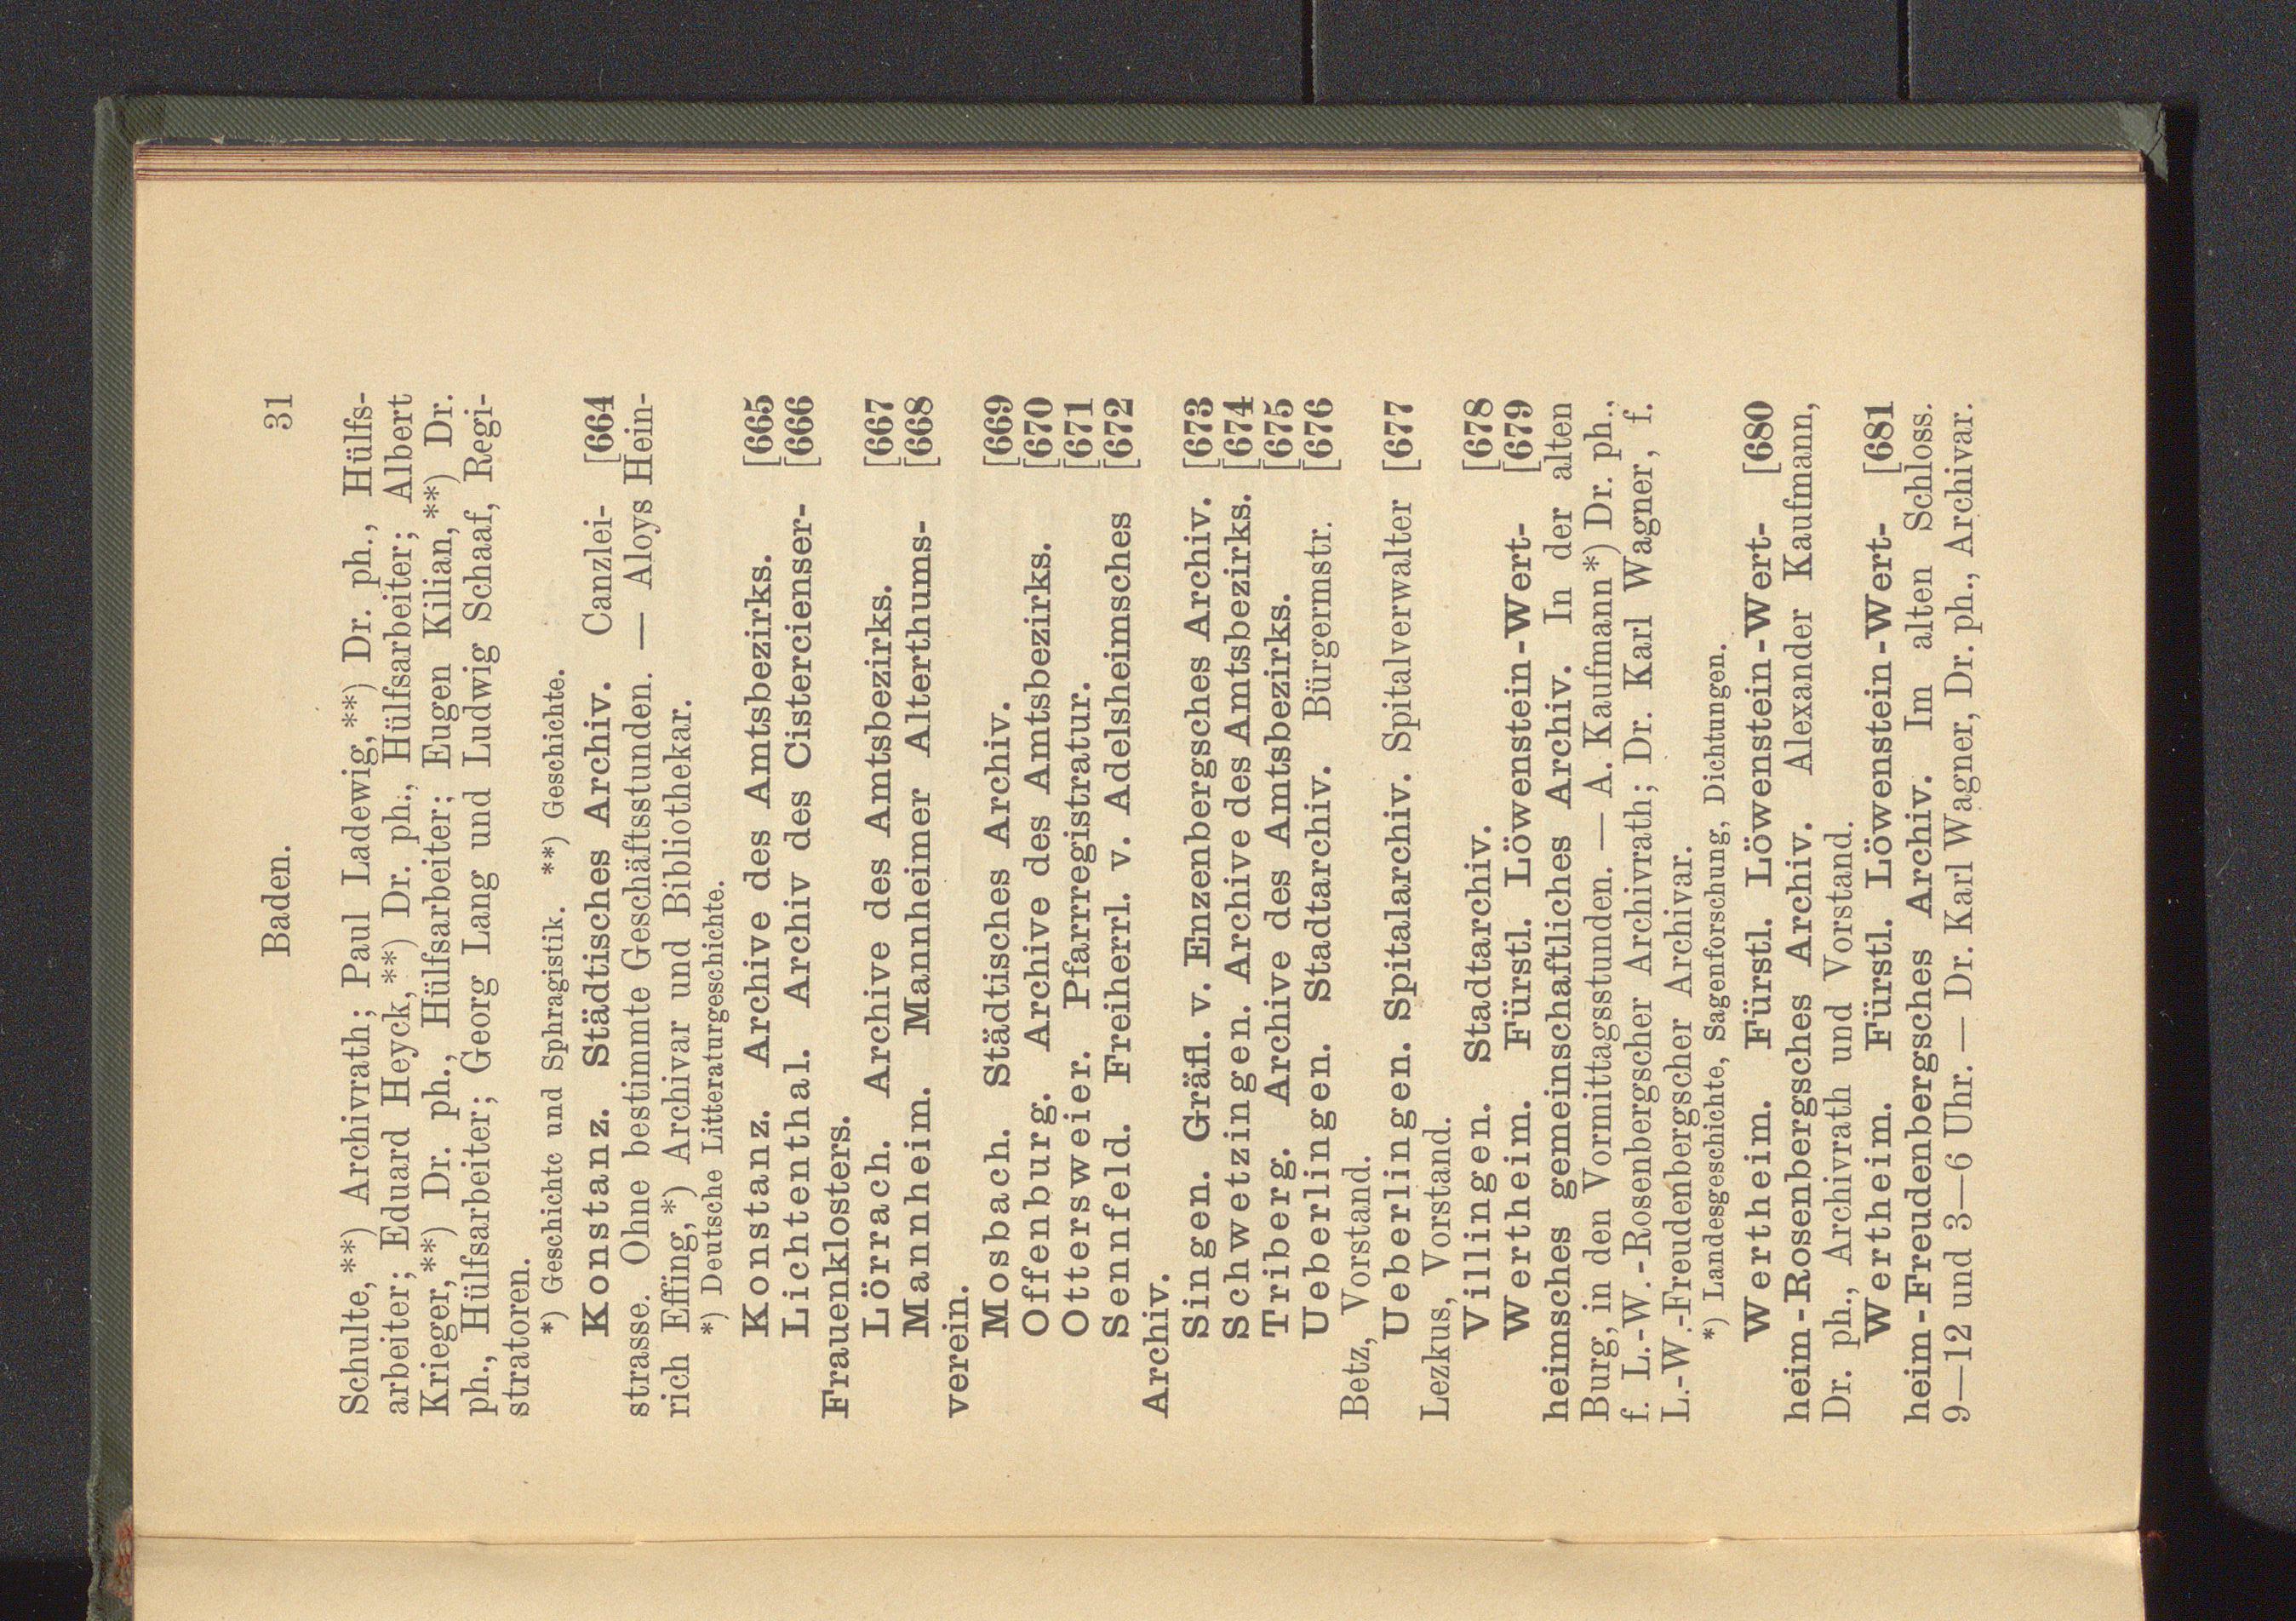 Baden. 31
Schulte,**) Archivrath; Paul Ladewig,**) Dr. ph., Hülfs-
arbeiter; Eduard Heyck,**) Dr. ph., Hülfsarbeiter; Albert
Krieger,**) Dr. ph., Hülfsarbeiter; Eugen Kilian,**) Dr.
ph., Hülfsarbeiter; Georg Lang und Ludwig Schaaf, Regi-
stratoren.
*) Geschichte und Sphragistik. **) Geschichte.
Konstanz. Städtisches Archiv. Canzlei- [664
strasse. Ohne bestimmte Geschäftsstunden. — Aloys Hein-
rich Effing,*) Archivar und Bibliothekar.
*) Deutsche Litteraturgeschichte.
Konstanz. Archive des Amtsbezirks. [665
Lichtenthal. Archiv des Cistercienser- [666
Frauenklosters.
Lörrach. Archive des Amtsbezirks. [667
Mannheim. Mannheimer Alterthums- [668
verein.
Mosbach. Städtisches Archiv. [669
Offenburg. Archive des Amtsbezirks. [670
Ottersweier. Pfarrregistratur. [671
Sennfeld. Freiherrl. v. Adelsheimsches [672
Archiv.
Singen. Gräfl. v. Enzenbergsches Archiv. [673
Schwetzingen. Archive des Amtsbezirks. [674
Triberg. Archive des Amtsbezirks. [675
Ueberlingen. Stadtarchiv. Bürgermstr. [676
Betz, Vorstand.
Ueberlingen. Spitalarchiv. Spitalverwalter [677
Lezkus, Vorstand.
Villingen. Stadtarchiv. [678
Wertheim. Fürstl. Löwenstein-Wert- [679
heimsches gemeinschaftliches Archiv. In der alten
Burg, in den Vormittagsstunden. — A. Kaufmann*) Dr. ph.,
f. L.-W.-Rosenbergscher Archivrath; Dr. Karl Wagner, f.
L.-W.-Freudenbergscher Archivar.
*) Landesgeschichte, Sagenforschung, Dichtungen.
Wertheim. Fürstl. Löwenstein-Wert- [680
heim-Rosenbergsches Archiv. Alexander Kaufmann,
Dr. ph., Archivrath und Vorstand.
Wertheim. Fürstl. Löwenstein-Wert- [681
heim-Freudenbergsches Archiv. Im alten Schloss.
9—12 und 3—6 Uhr. — Dr. Karl Wagner, Dr. ph., Archivar.